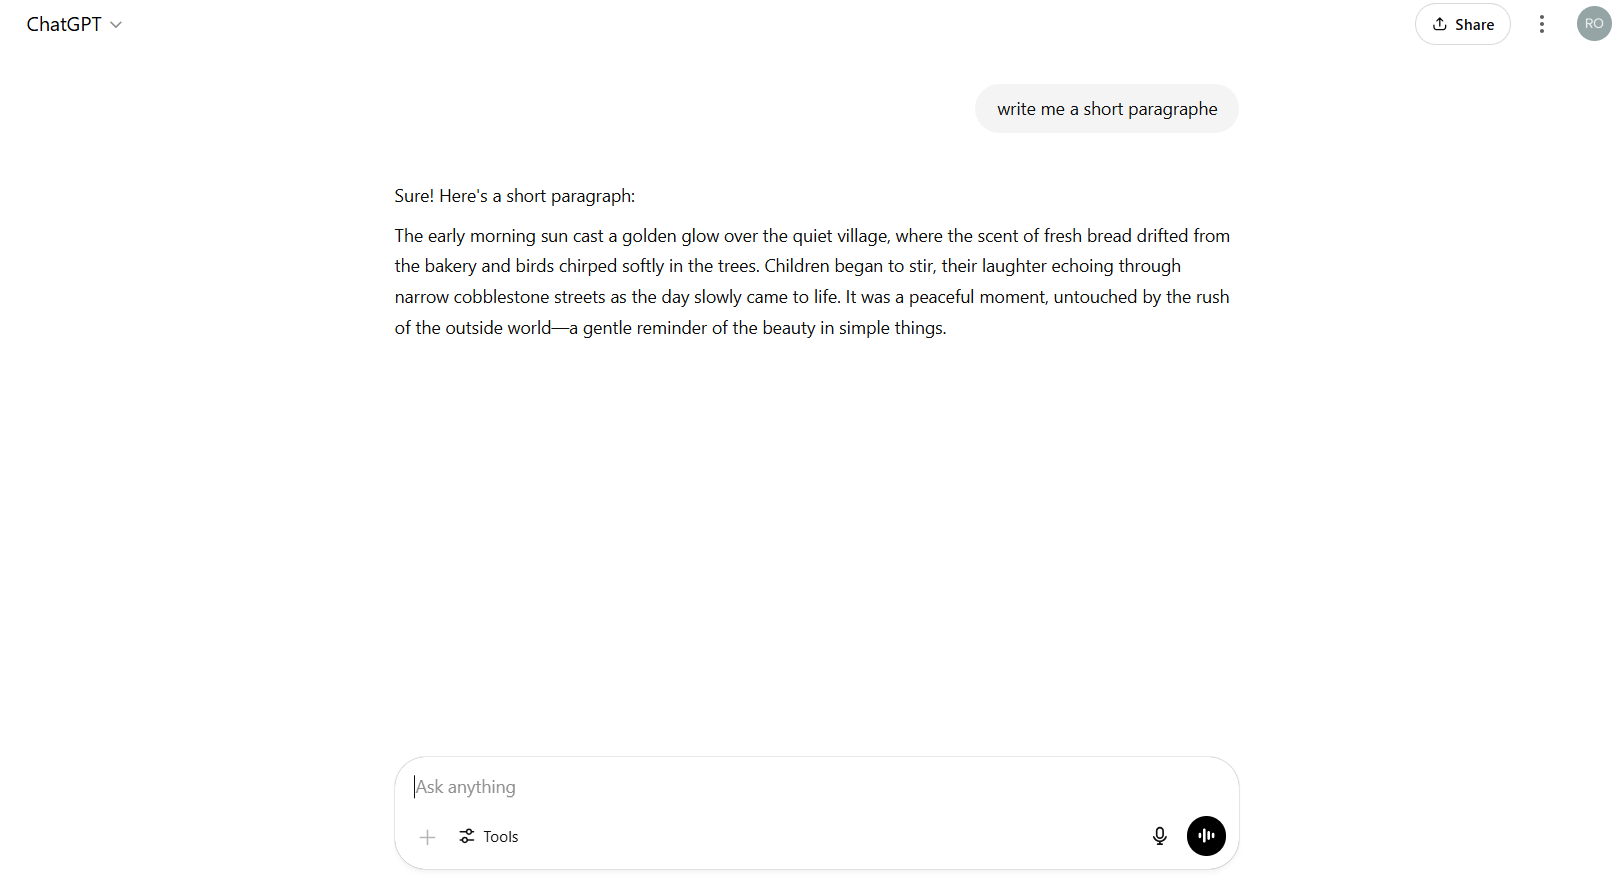 ChatGPT
Share
RO
write me a short paragraphe
Sure! Here's a short paragraph:
The early morning sun cast a golden glow over the quiet village, where the scent of fresh bread drifted from
the bakery and birds chirped softly in the trees. Children began to stir, their laughter echoing through
narrow cobblestone streets as the day slowly came to life. It was a peaceful moment, untouched by the rush
of the outside world—a gentle reminder of the beauty in simple things.
Ask anything
Tools